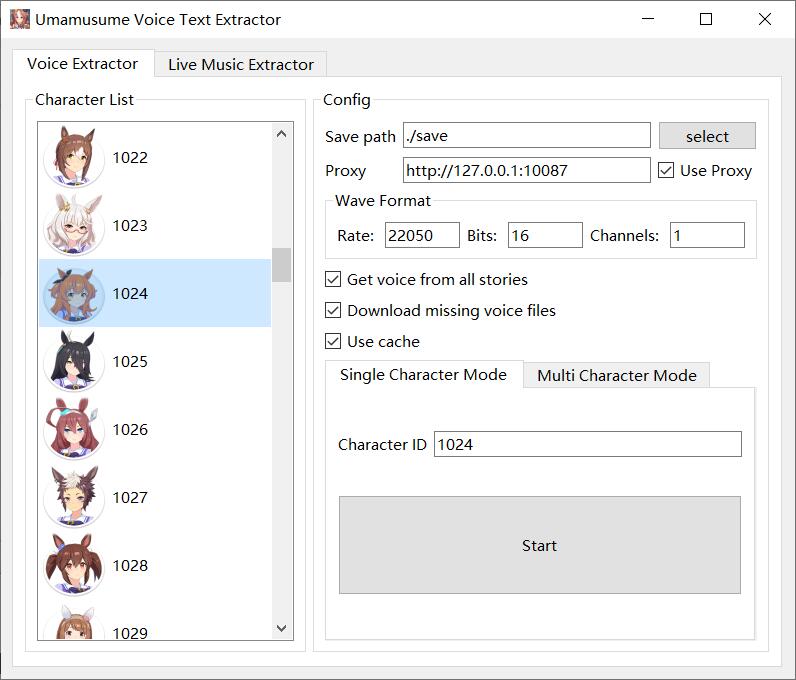 Umamusume Voice Text Extractor
Voice Extractor
Live Music Extractor
Character List
1022
1023
1024
1025
1026
1027
1028
1029
Config
Save path ./save select
Proxy http://127.0.0.1:10087 Use Proxy
Wave Format
Rate: 22050 Bits: 16 Channels: 1
Get voice from all stories
Download missing voice files
Use cache
Single Character Mode
Multi Character Mode
Character ID 1024
Start